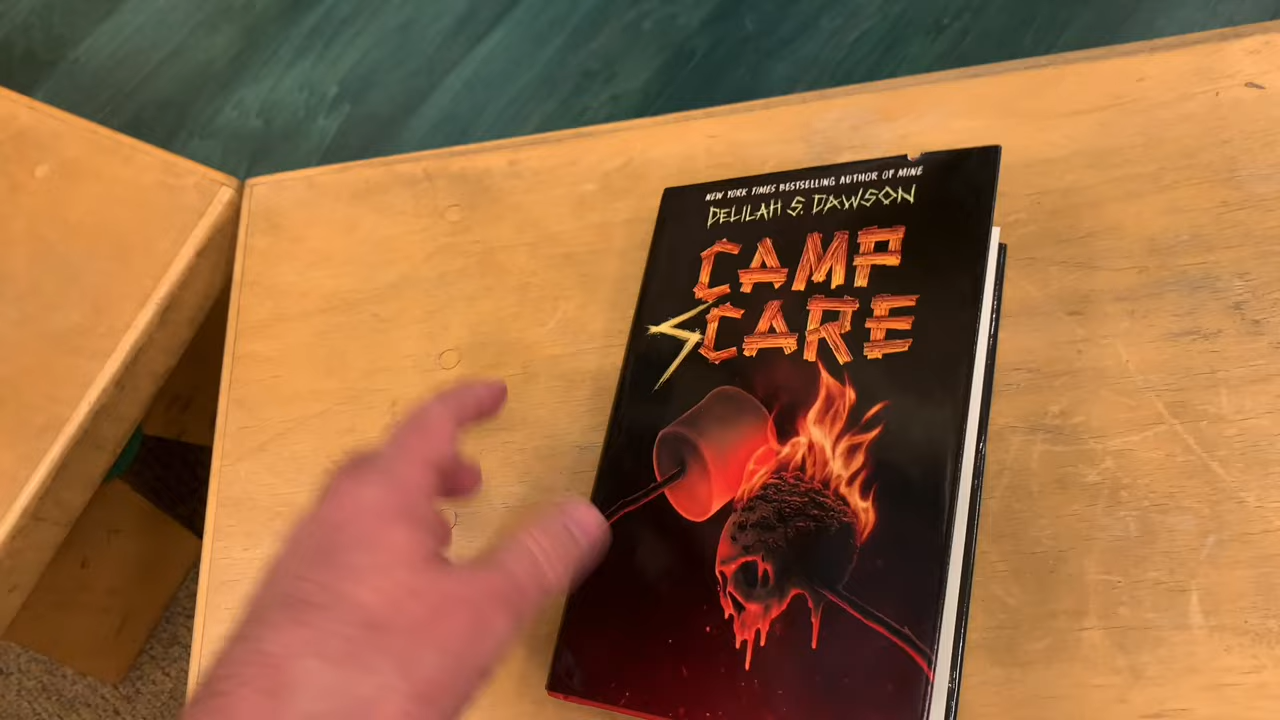 NEW YORK TIMES BESTSELLING AUTHOR OF MINE
DELILAH S. DAWSON
CAMP
SCARE